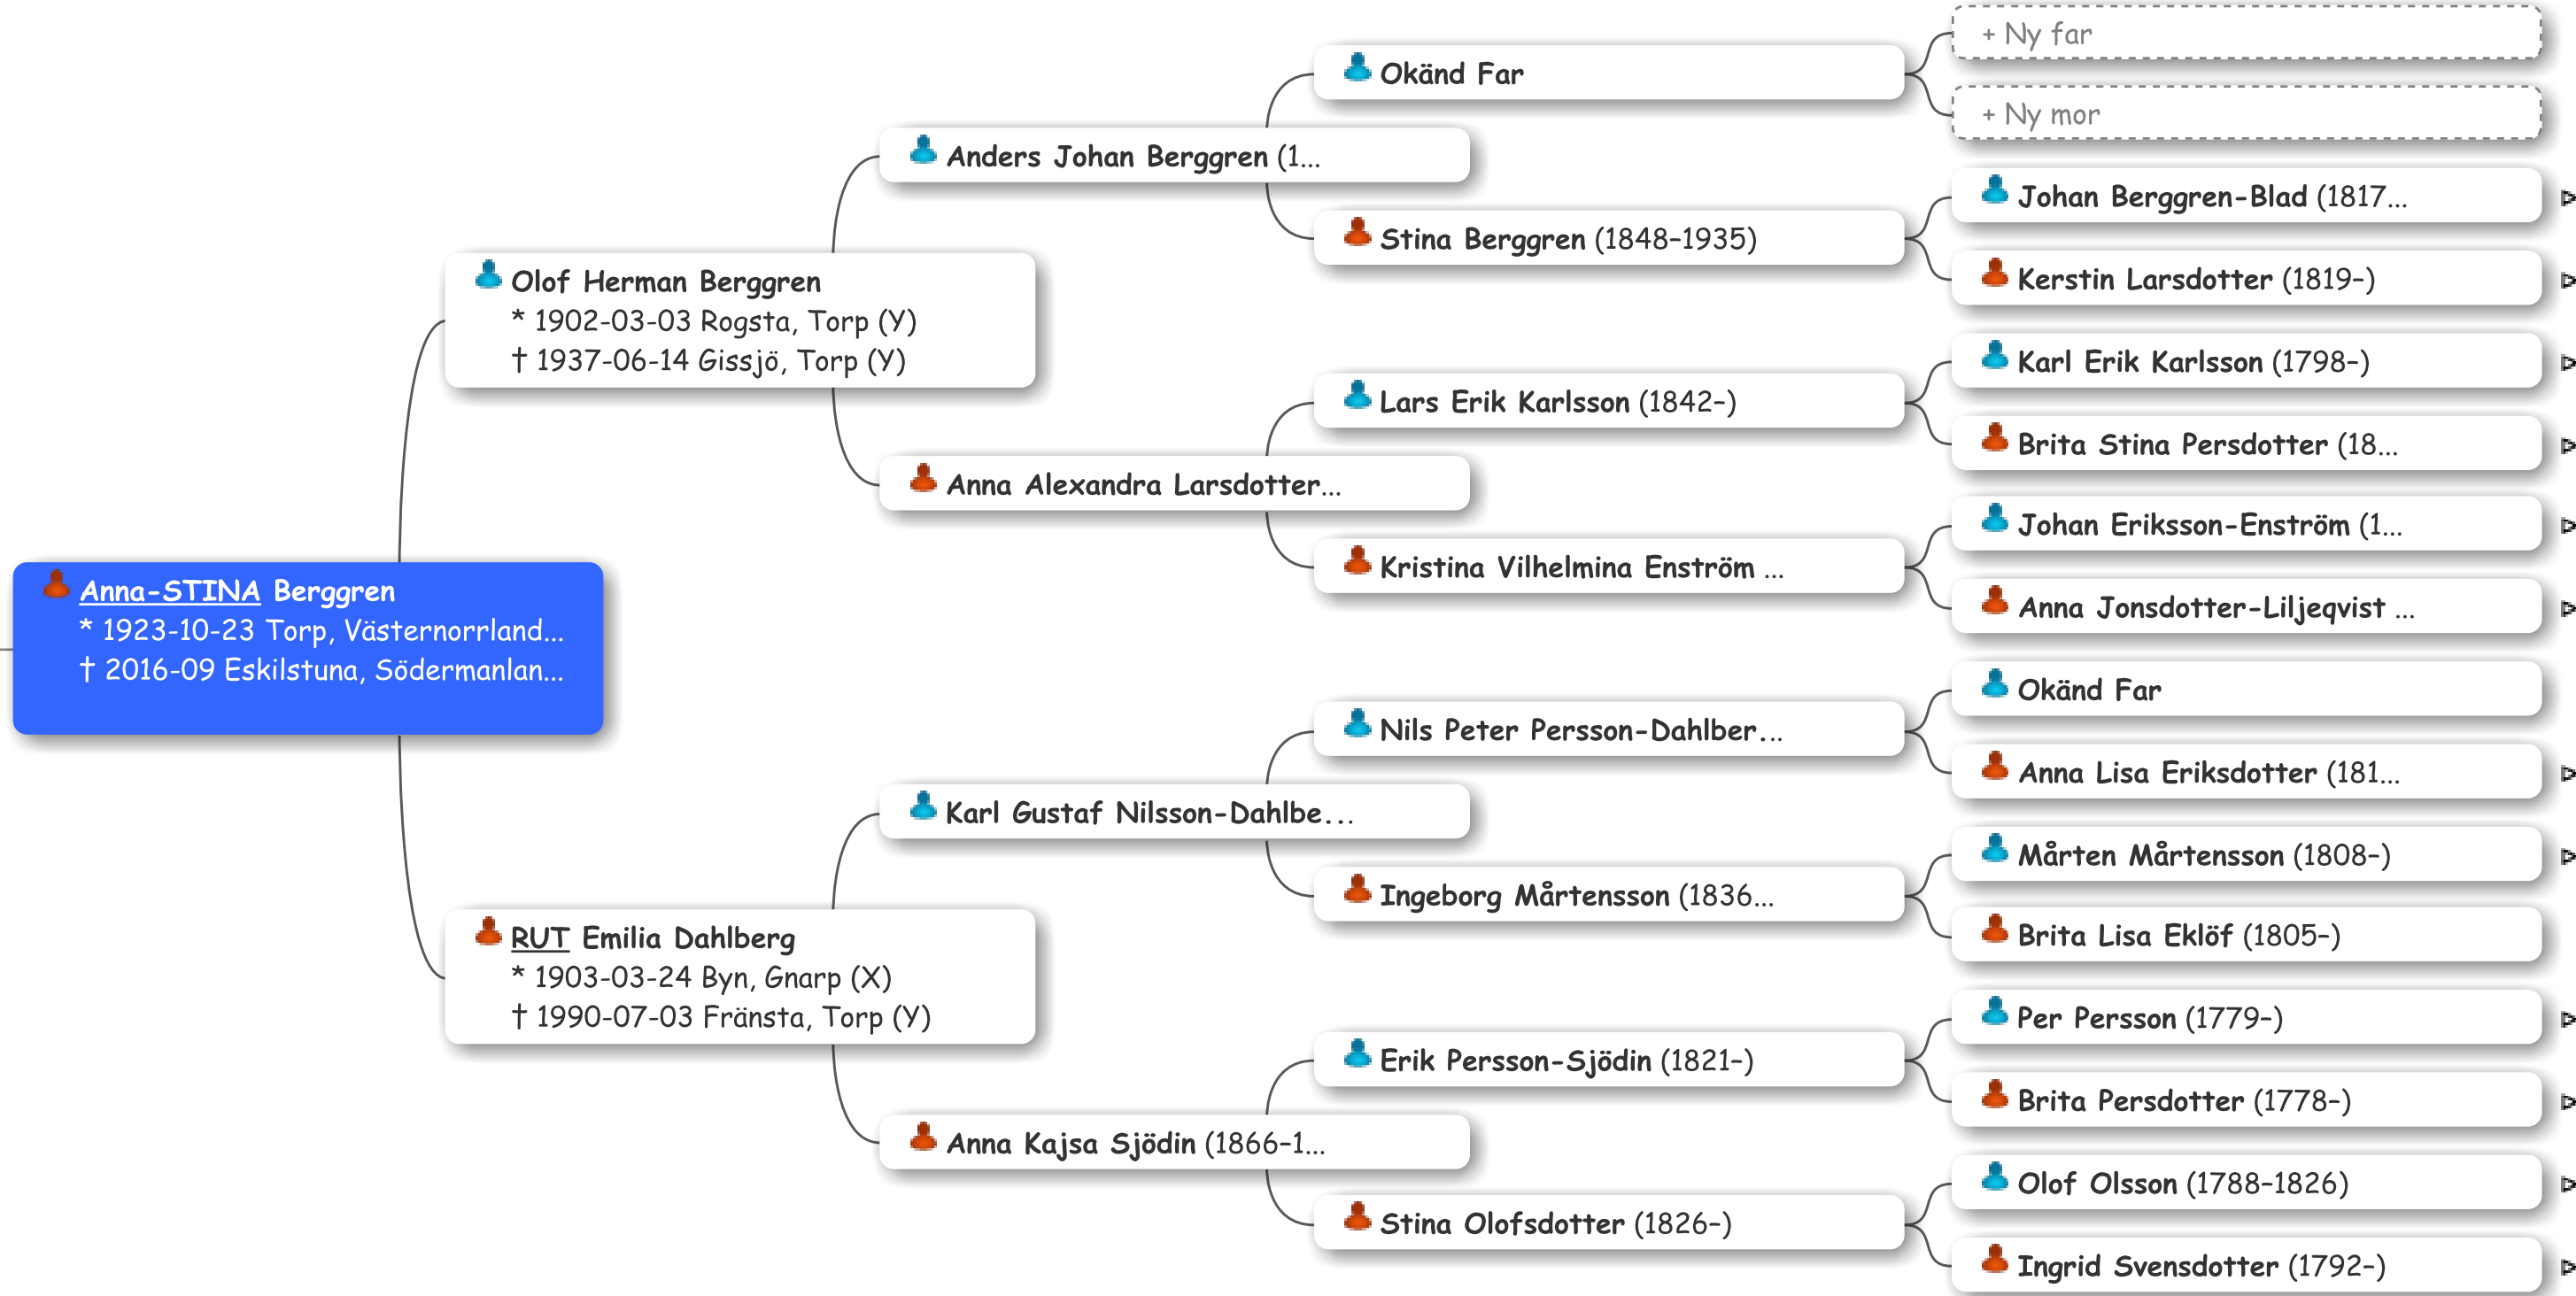 Anna-STINA Berggren
* 1923-10-23 Torp, Västernorrland...
† 2016-09 Eskilstuna, Södermanlan...
Olof Herman Berggren
* 1902-03-03 Rogsta, Torp (Y)
† 1937-06-14 Gissjö, Torp (Y)
RUT Emilia Dahlberg
* 1903-03-24 Byn, Gnarp (X)
† 1990-07-03 Fränsta, Torp (Y)
Anders Johan Berggren (1...
Anna Alexandra Larsdotter...
Karl Gustaf Nilsson-Dahlbe...
Anna Kajsa Sjödin (1866-1...
Okänd Far
Stina Berggren (1848-1935)
Lars Erik Karlsson (1842-)
Kristina Vilhelmina Enström ...
Nils Peter Persson-Dahlber...
Ingeborg Mårtensson (1836...
Erik Persson-Sjödin (1821-)
Stina Olofsdotter (1826-)
+ Ny far
+ Ny mor
Johan Berggren-Blad (1817...
Kerstin Larsdotter (1819-)
Karl Erik Karlsson (1798-)
Brita Stina Persdotter (18...
Johan Eriksson-Enström (1...
Anna Jonsdotter-Liljeqvist ...
Okänd Far
Anna Lisa Eriksdotter (181...
Mårten Mårtensson (1808-)
Brita Lisa Eklöf (1805-)
Per Persson (1779-)
Brita Persdotter (1778-)
Olof Olsson (1788-1826)
Ingrid Svensdotter (1792-)